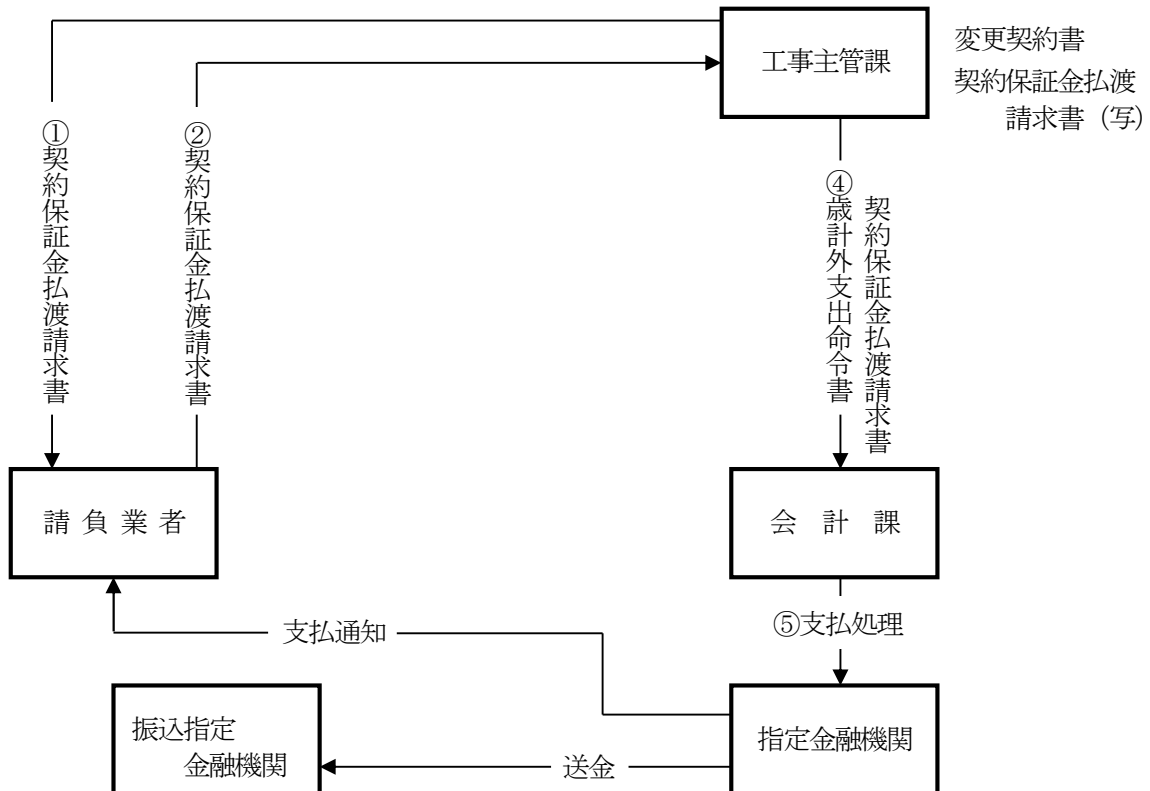 工事主管課
変更契約書
契約保証金払渡
請求書（写）
①契約保証金払渡請求書
②契約保証金払渡請求書
④歳計外支出命令書
契約保証金払渡請求書
請負業者
会計課
⑤支払処理
支払通知
振込指定
金融機関
指定金融機関
送金